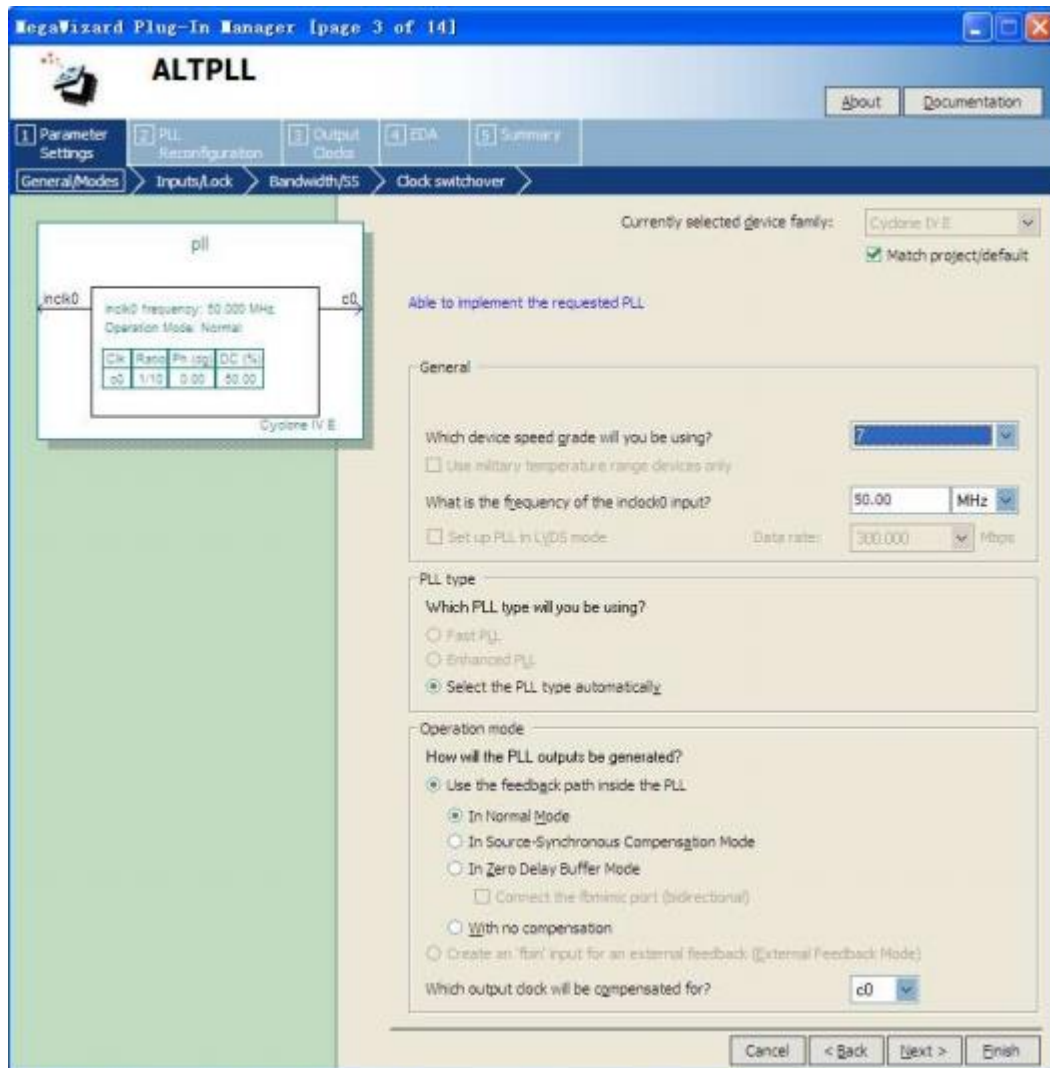 MegaWizard Plug-In Manager [page 3 of 14]
ALTPLL
About
Documentation
1 Parameter Settings
2 PLL Reconfiguration
3 Output Clocks
4 EDA
5 Summary
General/Modes
Inputs/Lock
Bandwidth/SS
Clock switchover
Currently selected device family:
Cyclone IV E
Match project/default
pll
inclk0
c0
inclk0 frequency: 50.000 MHz
Operation Mode: Normal
Clk Ratio Ph (dg) DC (%)
c0 1/10 0.00 50.00
Cyclone IV E
Able to implement the requested PLL
General
Which device speed grade will you be using?
7
Use military temperature range devices only
What is the frequency of the inclock0 input?
50.00
MHz
Set up PLL in LVDS mode
Data rate:
300.000
Mbps
PLL type
Which PLL type will you be using?
Fast PLL
Enhanced PLL
Select the PLL type automatically
Operation mode
How will the PLL outputs be generated?
Use the feedback path inside the PLL
In Normal Mode
In Source-Synchronous Compensation Mode
In Zero Delay Buffer Mode
Connect the fbmimic port (bidirectional)
With no compensation
Create an 'fbin' input for an external feedback (External Feedback Mode)
Which output clock will be compensated for?
c0
Cancel
< Back
Next >
Finish